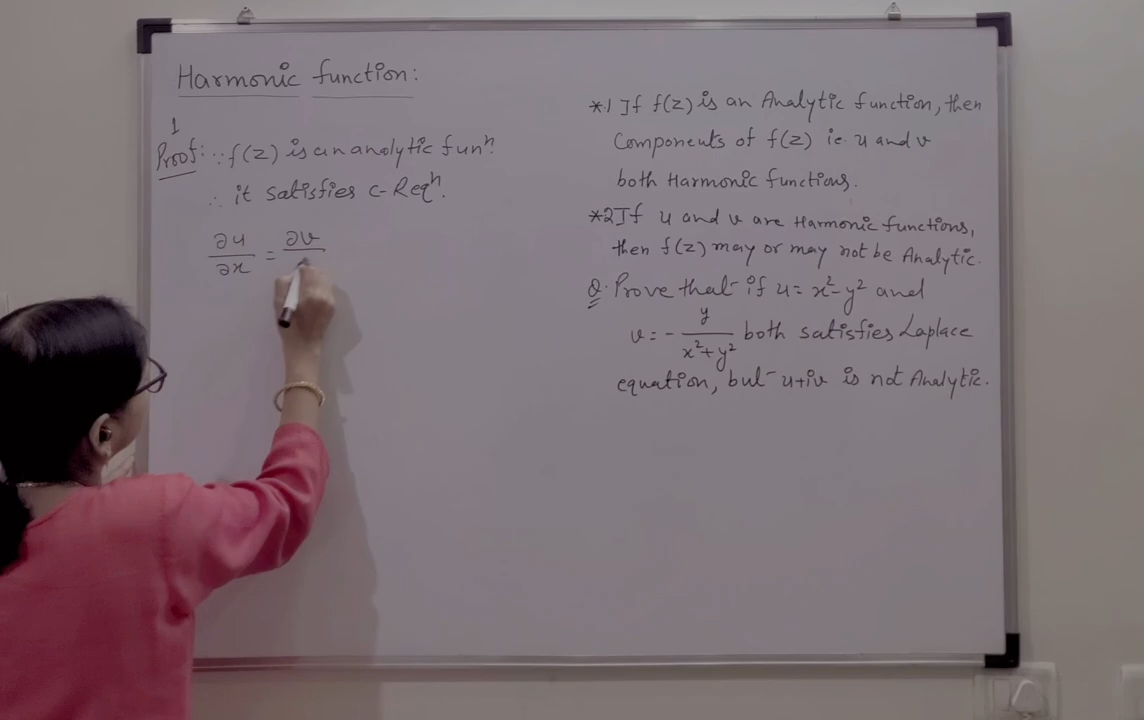 Harmonic function:
1
Proof: ∵ f(z) is an analytic funⁿ.
∴ it satisfies C-Reqⁿ.
∂u/∂x = ∂v
*1 If f(z) is an Analytic function, then
Components of f(z) ie. u and v
both Harmonic functions.
*2 If u and v are Harmonic functions,
then f(z) may or may not be Analytic.
Q. Prove that if u = x²-y² and
v = - y/x²+y² both satisfies Laplace
equation, but u+iv is not Analytic.